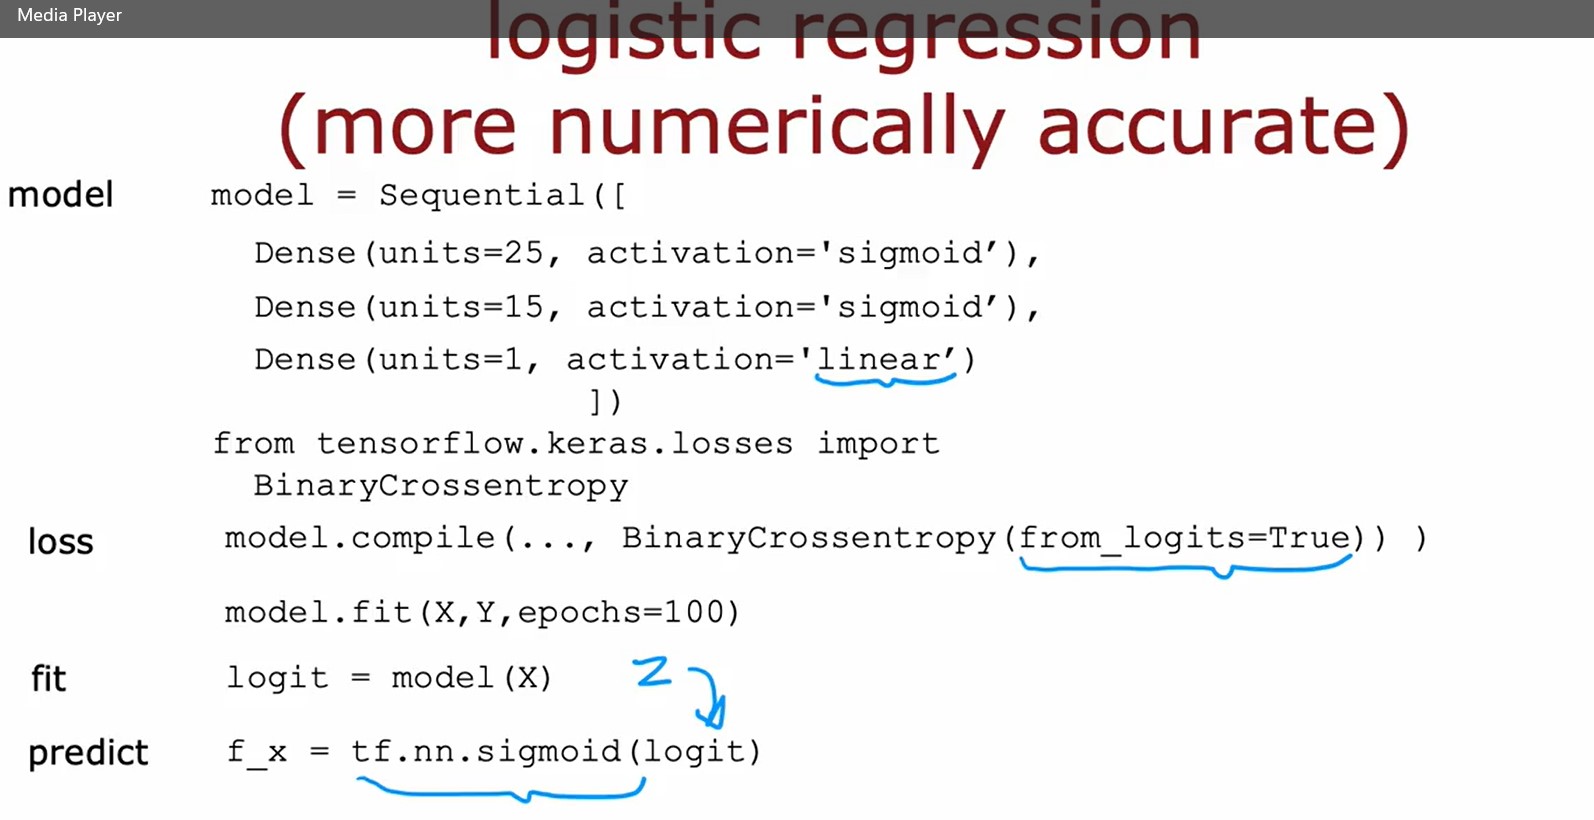 Media Player
logistic regression
(more numerically accurate)
model model = Sequential([
Dense(units=25, activation='sigmoid’),
Dense(units=15, activation='sigmoid’),
Dense(units=1, activation='linear’)
])
from tensorflow.keras.losses import
BinaryCrossentropy
loss model.compile(..., BinaryCrossentropy(from_logits=True)) )
model.fit(X,Y,epochs=100)
fit logit = model(X) z
predict f_x = tf.nn.sigmoid(logit)